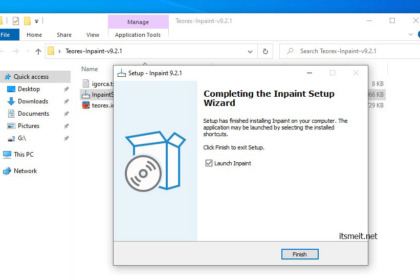 Manage
Teorex-Inpaint-v9.2.1
File
Home
Share
View
Application Tools
Teorex-Inpaint-v9.2.1
Search Teorex-Inpaint-v9.2.1
Quick access
Desktop
Downloads
Documents
Pictures
G:\
This PC
Network
igorca.t
InpaintS
teorex.in
8 KB
66 KB
29 KB
Setup - Inpaint 9.2.1
Completing the Inpaint Setup
Wizard
Setup has finished installing Inpaint on your computer. The
application may be launched by selecting the installed
shortcuts.
Click Finish to exit Setup.
Launch Inpaint
itsmeit.net
Finish